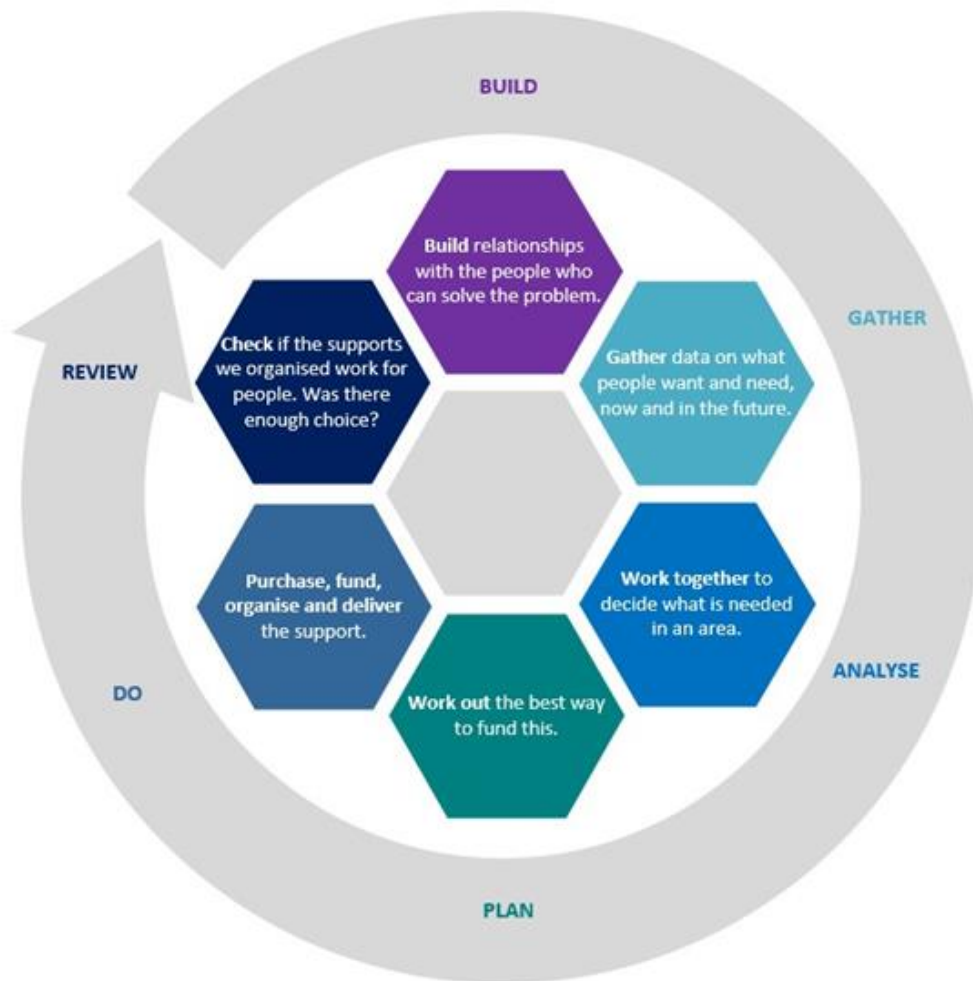 BUILD
Build relationships
with the people who
can solve the problem.
GATHER
Gather data on what
people want and need,
now and in the future.
ANALYSE
Work together to
decide what is needed
in an area.
PLAN
Work out the best way
to fund this.
DO
Purchase, fund,
organise and deliver
the support.
REVIEW
Check if the supports
we organised work for
people. Was there
enough choice?